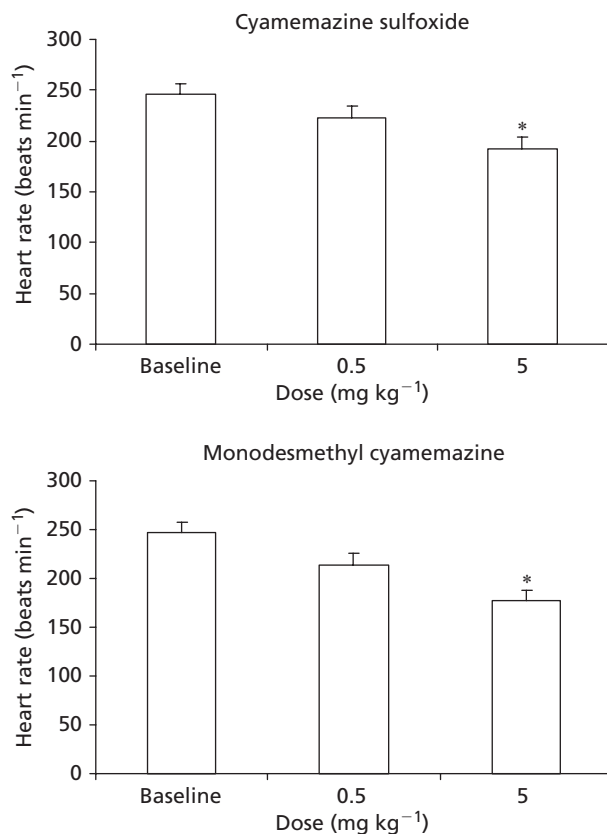 Cyamemazine sulfoxide
Heart rate (beats min⁻¹)
300
250
200
150
100
50
0
*
Baseline 0.5 5
Dose (mg kg⁻¹)
Monodesmethyl cyamemazine
Heart rate (beats min⁻¹)
300
250
200
150
100
50
0
*
Baseline 0.5 5
Dose (mg kg⁻¹)